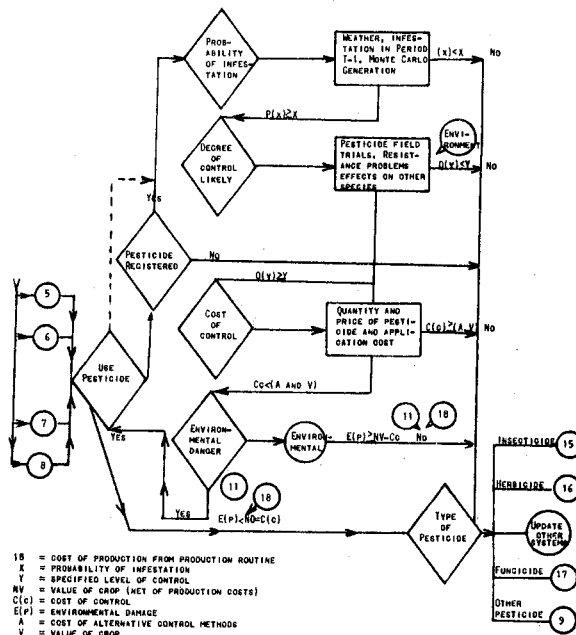 PROB-
ABILITY
OF INFES-
TATION
WEATHER, INFES-
TATION IN PERIOD
T-1, MONTE CARLO
GENERATION
(x)<X
No
P(x)≥X
DEGREE
OF CONTROL
LIKELY
PESTICIDE FIELD
TRIALS, RESIST-
ANCE PROBLEMS
EFFECTS ON OTHER
SPECIES
ENVI-
RONMENT
D(Y)<Y
No
YES
PESTICIDE
REGISTERED
No
D(Y)≥Y
COST
OF
CONTROL
QUANTITY AND
PRICE OF PESTI-
CIDE AND APPLI-
CATION COST
C(c)≥(A,V)
No
V
5
6
7
8
USE
PESTICIDE
Cc<(A AND V)
YES
ENVIRON-
MENTAL
DANGER
ENVIRON-
MENTAL
11
18
E(P)≥NV-Cc
No
11
18
YES
E(P)<NO=C(c)
TYPE
OF
PESTICIDE
INSECTICIDE
15
HERBICIDE
16
UPDATE
OTHER
SYSTEMS
FUNGICIDE
17
OTHER
PESTICIDE
9
18 = COST OF PRODUCTION FROM PRODUCTION ROUTINE
X = PROBABILITY OF INFESTATION
Y = SPECIFIED LEVEL OF CONTROL
NV = VALUE OF CROP (NET OF PRODUCTION COSTS)
C(c) = COST OF CONTROL
E(P) = ENVIRONMENTAL DAMAGE
A = COST OF ALTERNATIVE CONTROL METHODS
V = VALUE OF CROP